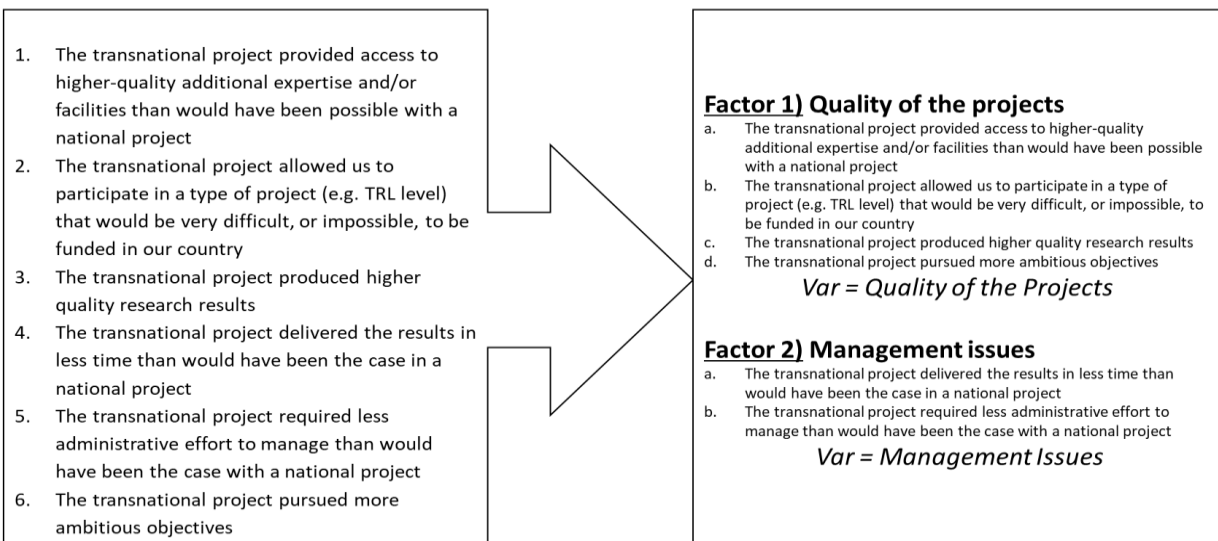 1. The transnational project provided access to
higher-quality additional expertise and/or
facilities than would have been possible with a
national project
2. The transnational project allowed us to
participate in a type of project (e.g. TRL level)
that would be very difficult, or impossible, to be
funded in our country
3. The transnational project produced higher
quality research results
4. The transnational project delivered the results in
less time than would have been the case in a
national project
5. The transnational project required less
administrative effort to manage than would
have been the case with a national project
6. The transnational project pursued more
ambitious objectives
Factor 1) Quality of the projects
a. The transnational project provided access to higher-quality
additional expertise and/or facilities than would have been possible
with a national project
b. The transnational project allowed us to participate in a type of
project (e.g. TRL level) that would be very difficult, or impossible, to
be funded in our country
c. The transnational project produced higher quality research results
d. The transnational project pursued more ambitious objectives
Var = Quality of the Projects
Factor 2) Management issues
a. The transnational project delivered the results in less time than
would have been the case in a national project
b. The transnational project required less administrative effort to
manage than would have been the case with a national project
Var = Management Issues